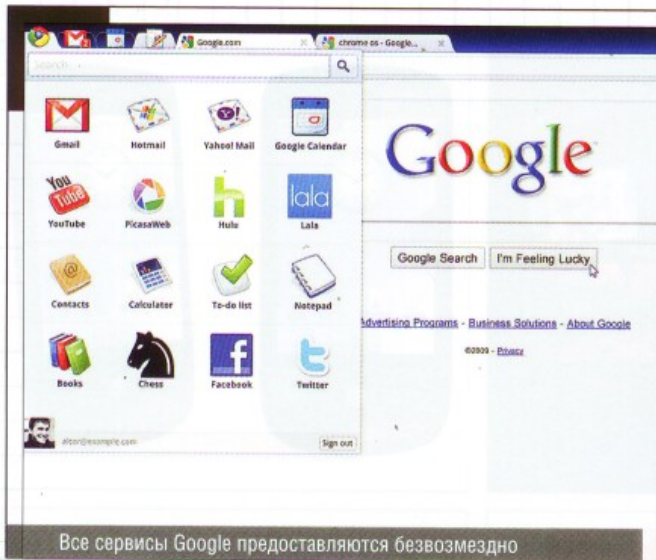 Google.com
chrome os - Google...
Search
Gmail
Hotmail
Yahoo! Mail
Google Calendar
You Tube
lala
YouTube
PicasaWeb
Hulu
Lala
Contacts
Calculator
To-do list
Notepad
Books
Chess
Facebook
Twitter
Sign out
Google
Google Search
I'm Feeling Lucky
Advertising Programs - Business Solutions - About Google
©2009 - Privacy
Все сервисы Google предоставляются безвозмездно